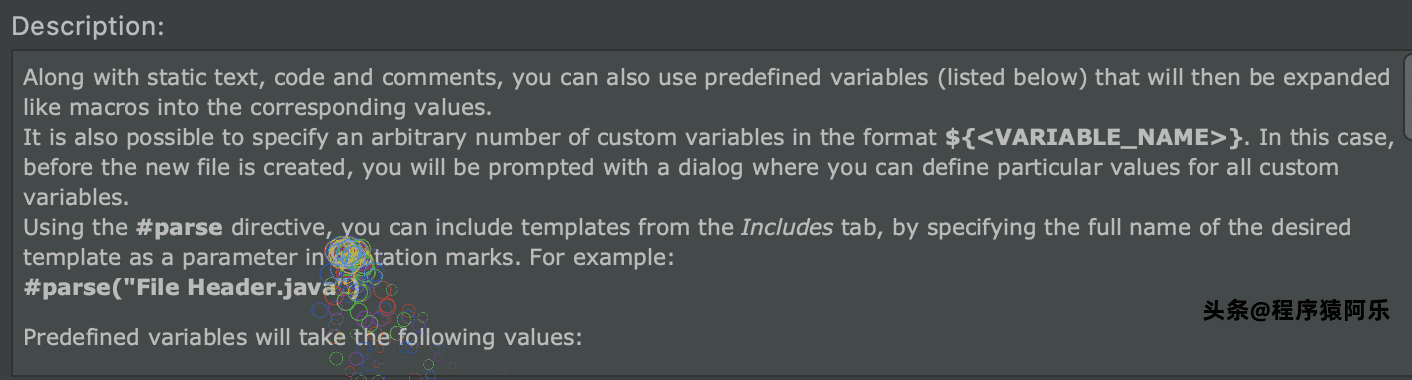 Description:
Along with static text, code and comments, you can also use predefined variables (listed below) that will then be expanded
like macros into the corresponding values.
It is also possible to specify an arbitrary number of custom variables in the format ${<VARIABLE_NAME>}. In this case,
before the new file is created, you will be prompted with a dialog where you can define particular values for all custom
variables.
Using the #parse directive, you can include templates from the Includes tab, by specifying the full name of the desired
template as a parameter in tation marks. For example:
#parse("File Header.java")
头条@程序猿阿乐
Predefined variables will take the following values: